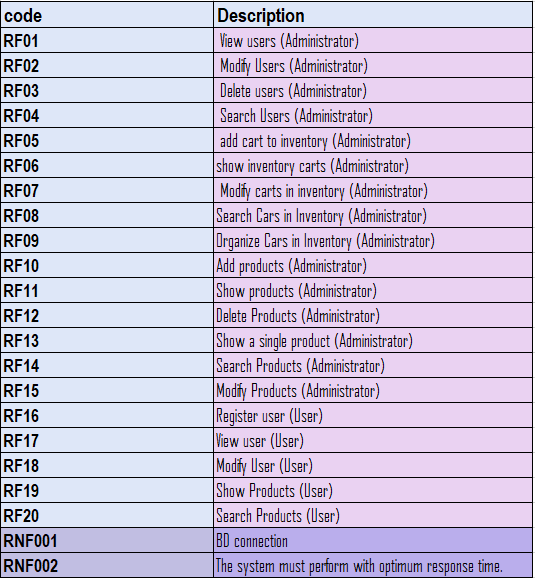 code Description
RF01 View users (Administrator)
RF02 Modify Users (Administrator)
RF03 Delete users (Administrator)
RF04 Search Users (Administrator)
RF05 add cart to inventory (Administrator)
RF06 show inventory carts (Administrator)
RF07 Modify carts in inventory (Administrator)
RF08 Search Cars in Inventory (Administrator)
RF09 Organize Cars in Inventory (Administrator)
RF10 Add products (Administrator)
RF11 Show products (Administrator)
RF12 Delete Products (Administrator)
RF13 Show a single product (Administrator)
RF14 Search Products (Administrator)
RF15 Modify Products (Administrator)
RF16 Register user (User)
RF17 View user (User)
RF18 Modify User (User)
RF19 Show Products (User)
RF20 Search Products (User)
RNF001 BD connection
RNF002 The system must perform with optimum response time.